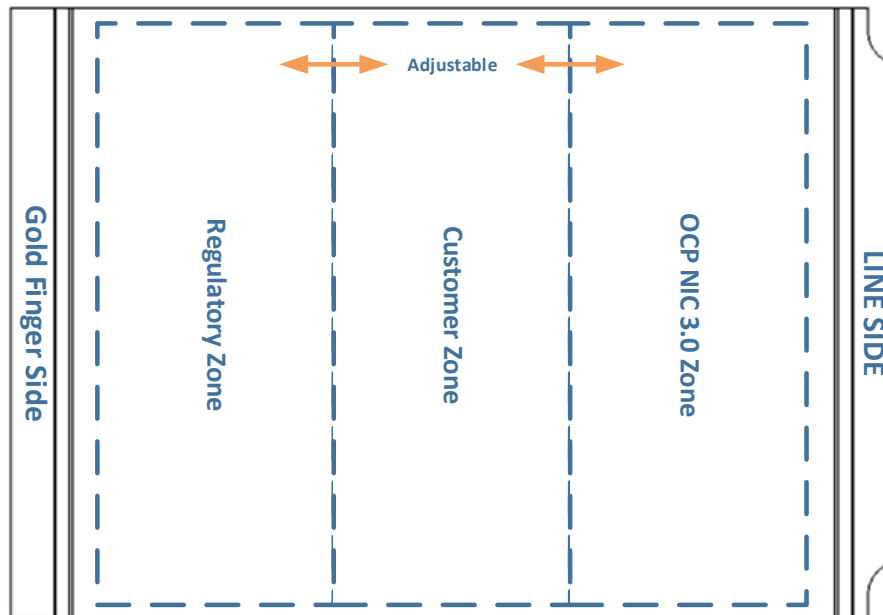 Adjustable
Gold Finger Side
Regulatory Zone
Customer Zone
OCP NIC 3.0 Zone
LINE SIDE